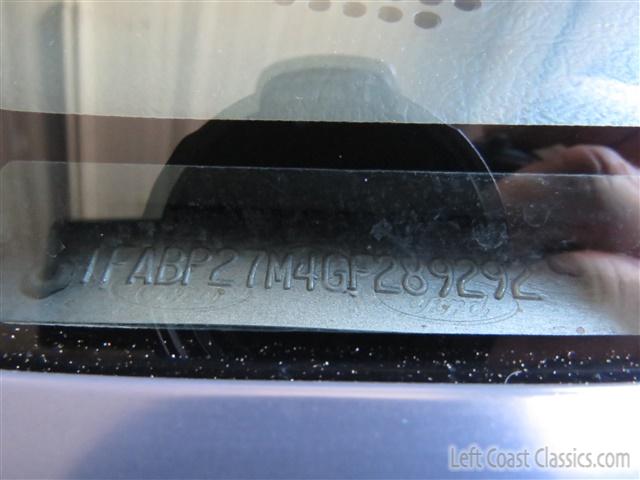 1FABP27M4GF289292
Left Coast Classics.com